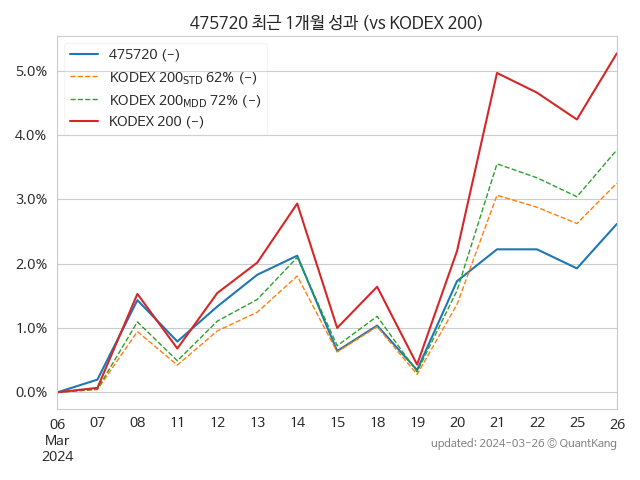 475720 최근 1개월 성과 (vs KODEX 200)
475720 (-)
KODEX 200STD 62% (-)
KODEX 200MDD 72% (-)
KODEX 200 (-)
5.0%
4.0%
3.0%
2.0%
1.0%
0.0%
06 07 08 11 12 13 14 15 18 19 20 21 22 25 26
Mar
2024
updated: 2024-03-26 © QuantKang